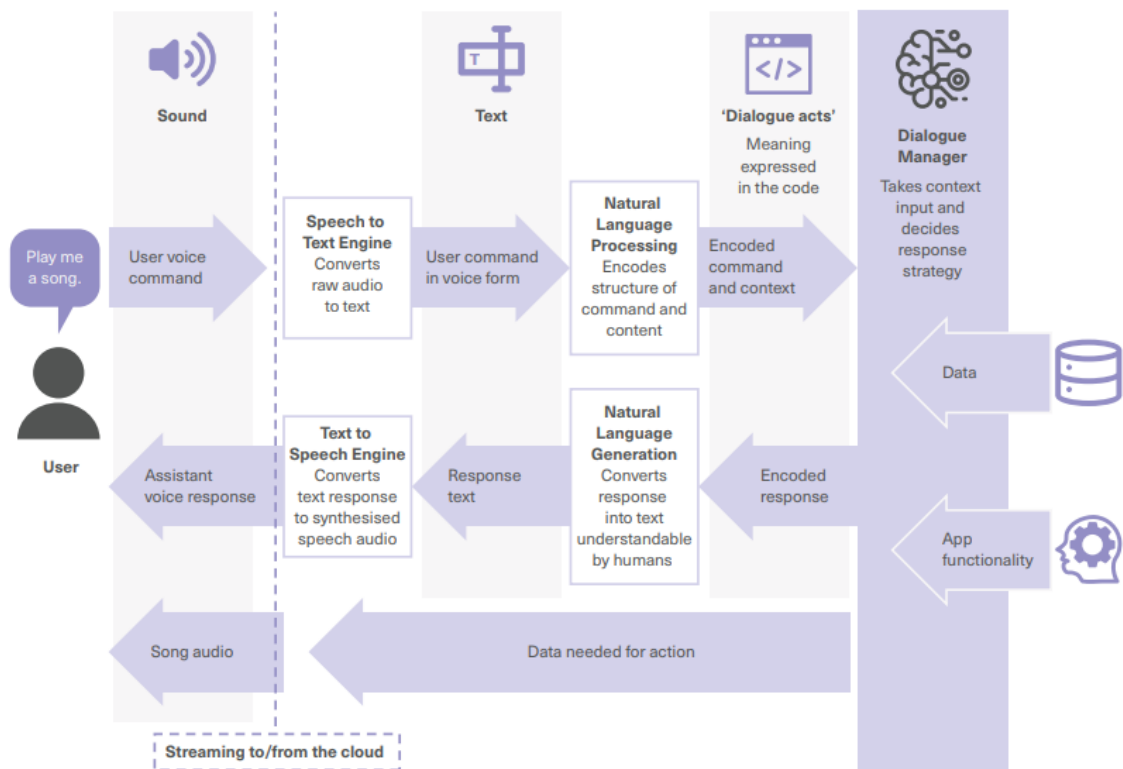 Sound
T
Text
</>
'Dialogue acts'
Meaning
expressed
in the code
Dialogue
Manager
Takes context
input and
decides
response
strategy
Play me
a song.
User
User voice
command
Speech to
Text Engine
Converts
raw audio
to text
User command
in voice form
Natural
Language
Processing
Encodes
structure of
command and
content
Encoded
command
and context
Data
App
functionality
Encoded
response
Natural
Language
Generation
Converts
response
into text
understandable
by humans
Response
text
Text to
Speech Engine
Converts
text response
to synthesised
speech audio
Assistant
voice response
Song audio
Data needed for action
Streaming to/from the cloud